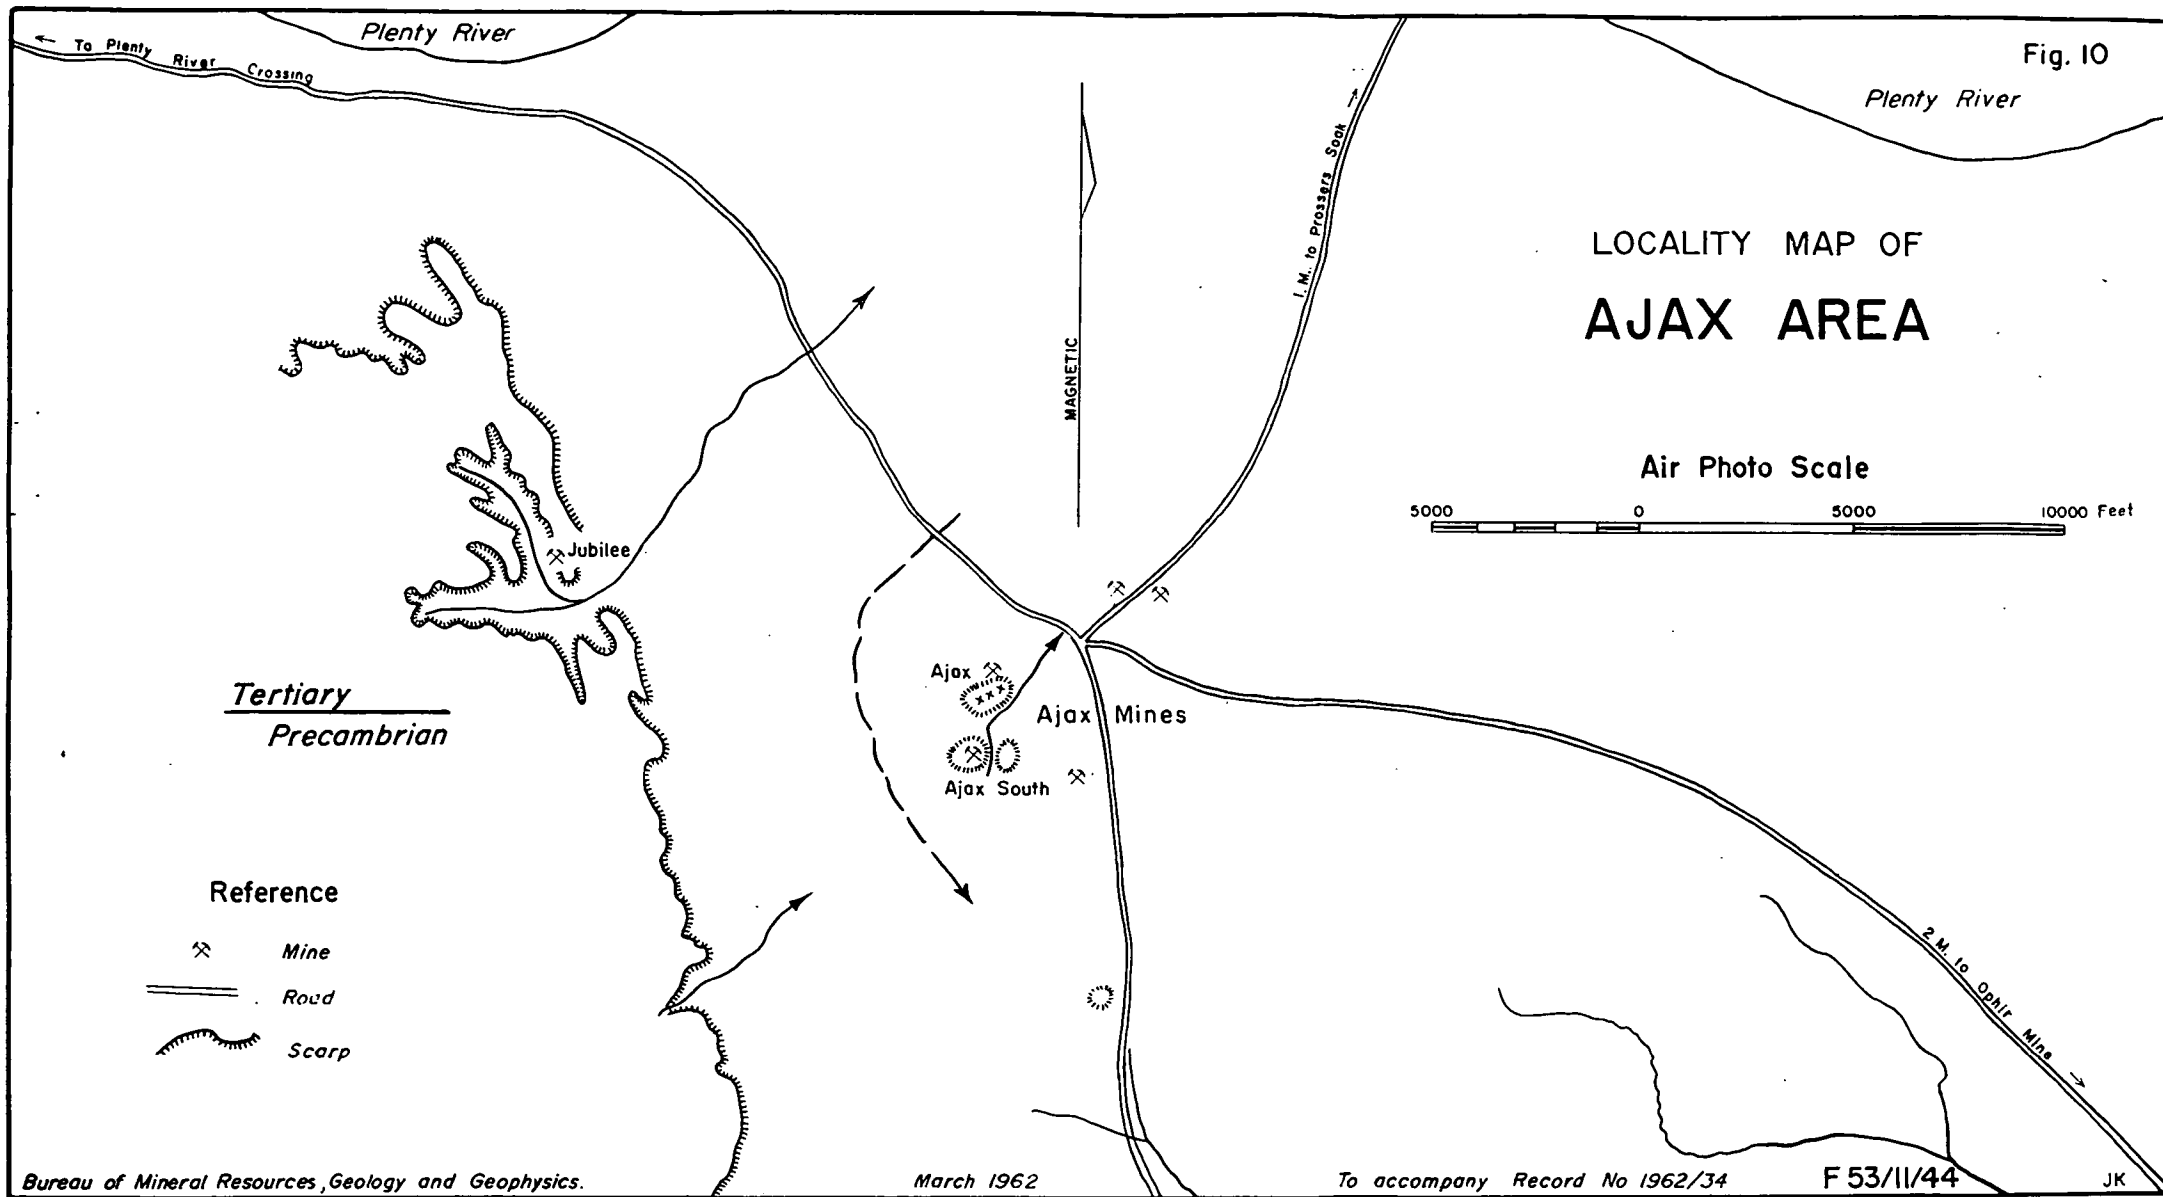 Plenty River
← To Plenty River Crossing
Fig. 10
Plenty River
1. M. to Prossers Soak →
LOCALITY MAP OF
AJAX AREA
MAGNETIC
Air Photo Scale
5000 0 5000 10000 Feet
Jubilee
Ajax
Ajax Mines
Ajax South
Tertiary
Precambrian
Reference
Mine
Road
Scarp
2 M. to Ophir Mine →
Bureau of Mineral Resources, Geology and Geophysics.
March 1962
To accompany Record No 1962/34
F 53/11/44
JK